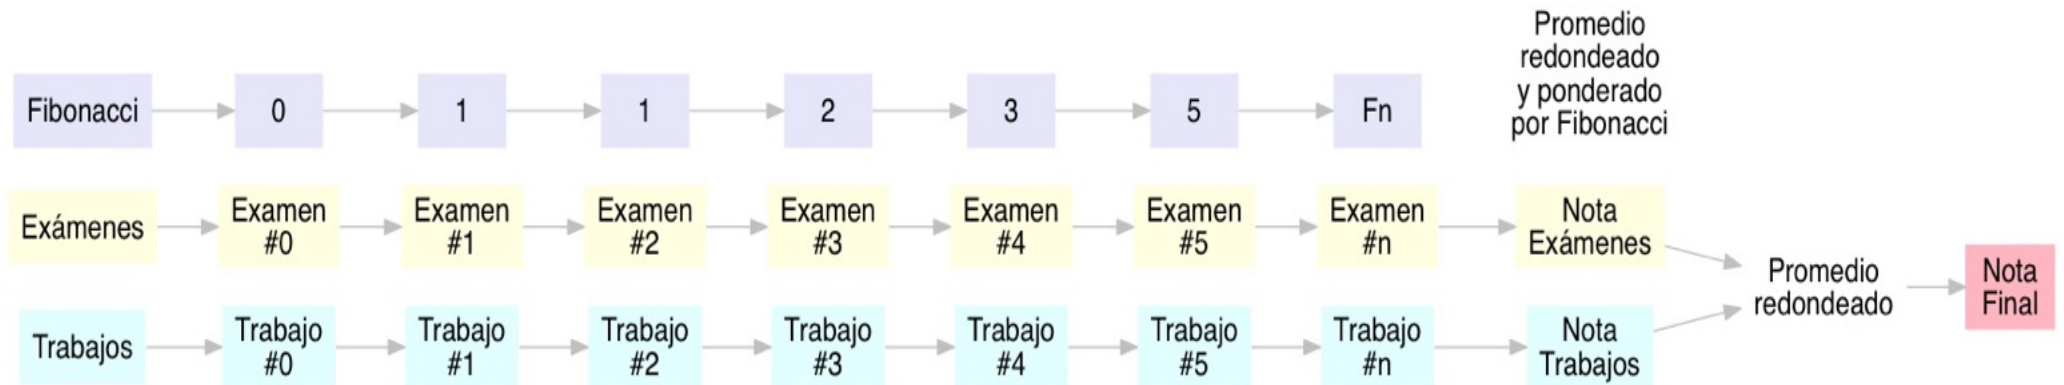 Promedio
redondeado
y ponderado
por Fibonacci
Fibonacci
0
1
1
2
3
5
Fn
Exámenes
Examen
#0
Examen
#1
Examen
#2
Examen
#3
Examen
#4
Examen
#5
Examen
#n
Nota
Exámenes
Trabajos
Trabajo
#0
Trabajo
#1
Trabajo
#2
Trabajo
#3
Trabajo
#4
Trabajo
#5
Trabajo
#n
Nota
Trabajos
Promedio
redondeado
Nota
Final